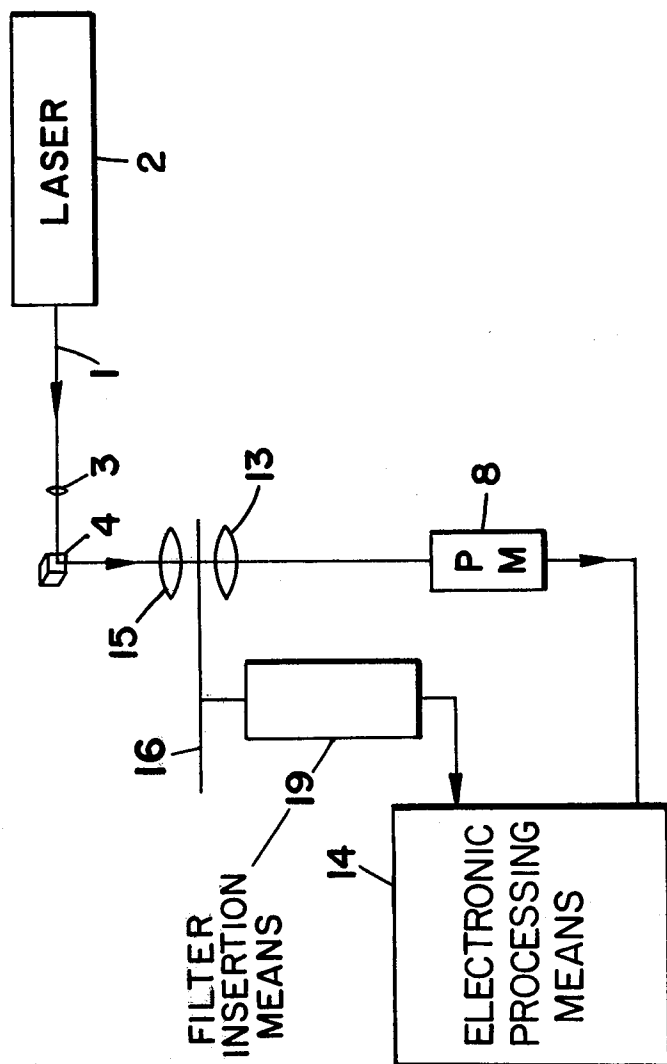 LASER
2
1
3
4
15
13
16
19
8
P
M
FILTER
INSERTION
MEANS
14
ELECTRONIC
PROCESSING
MEANS